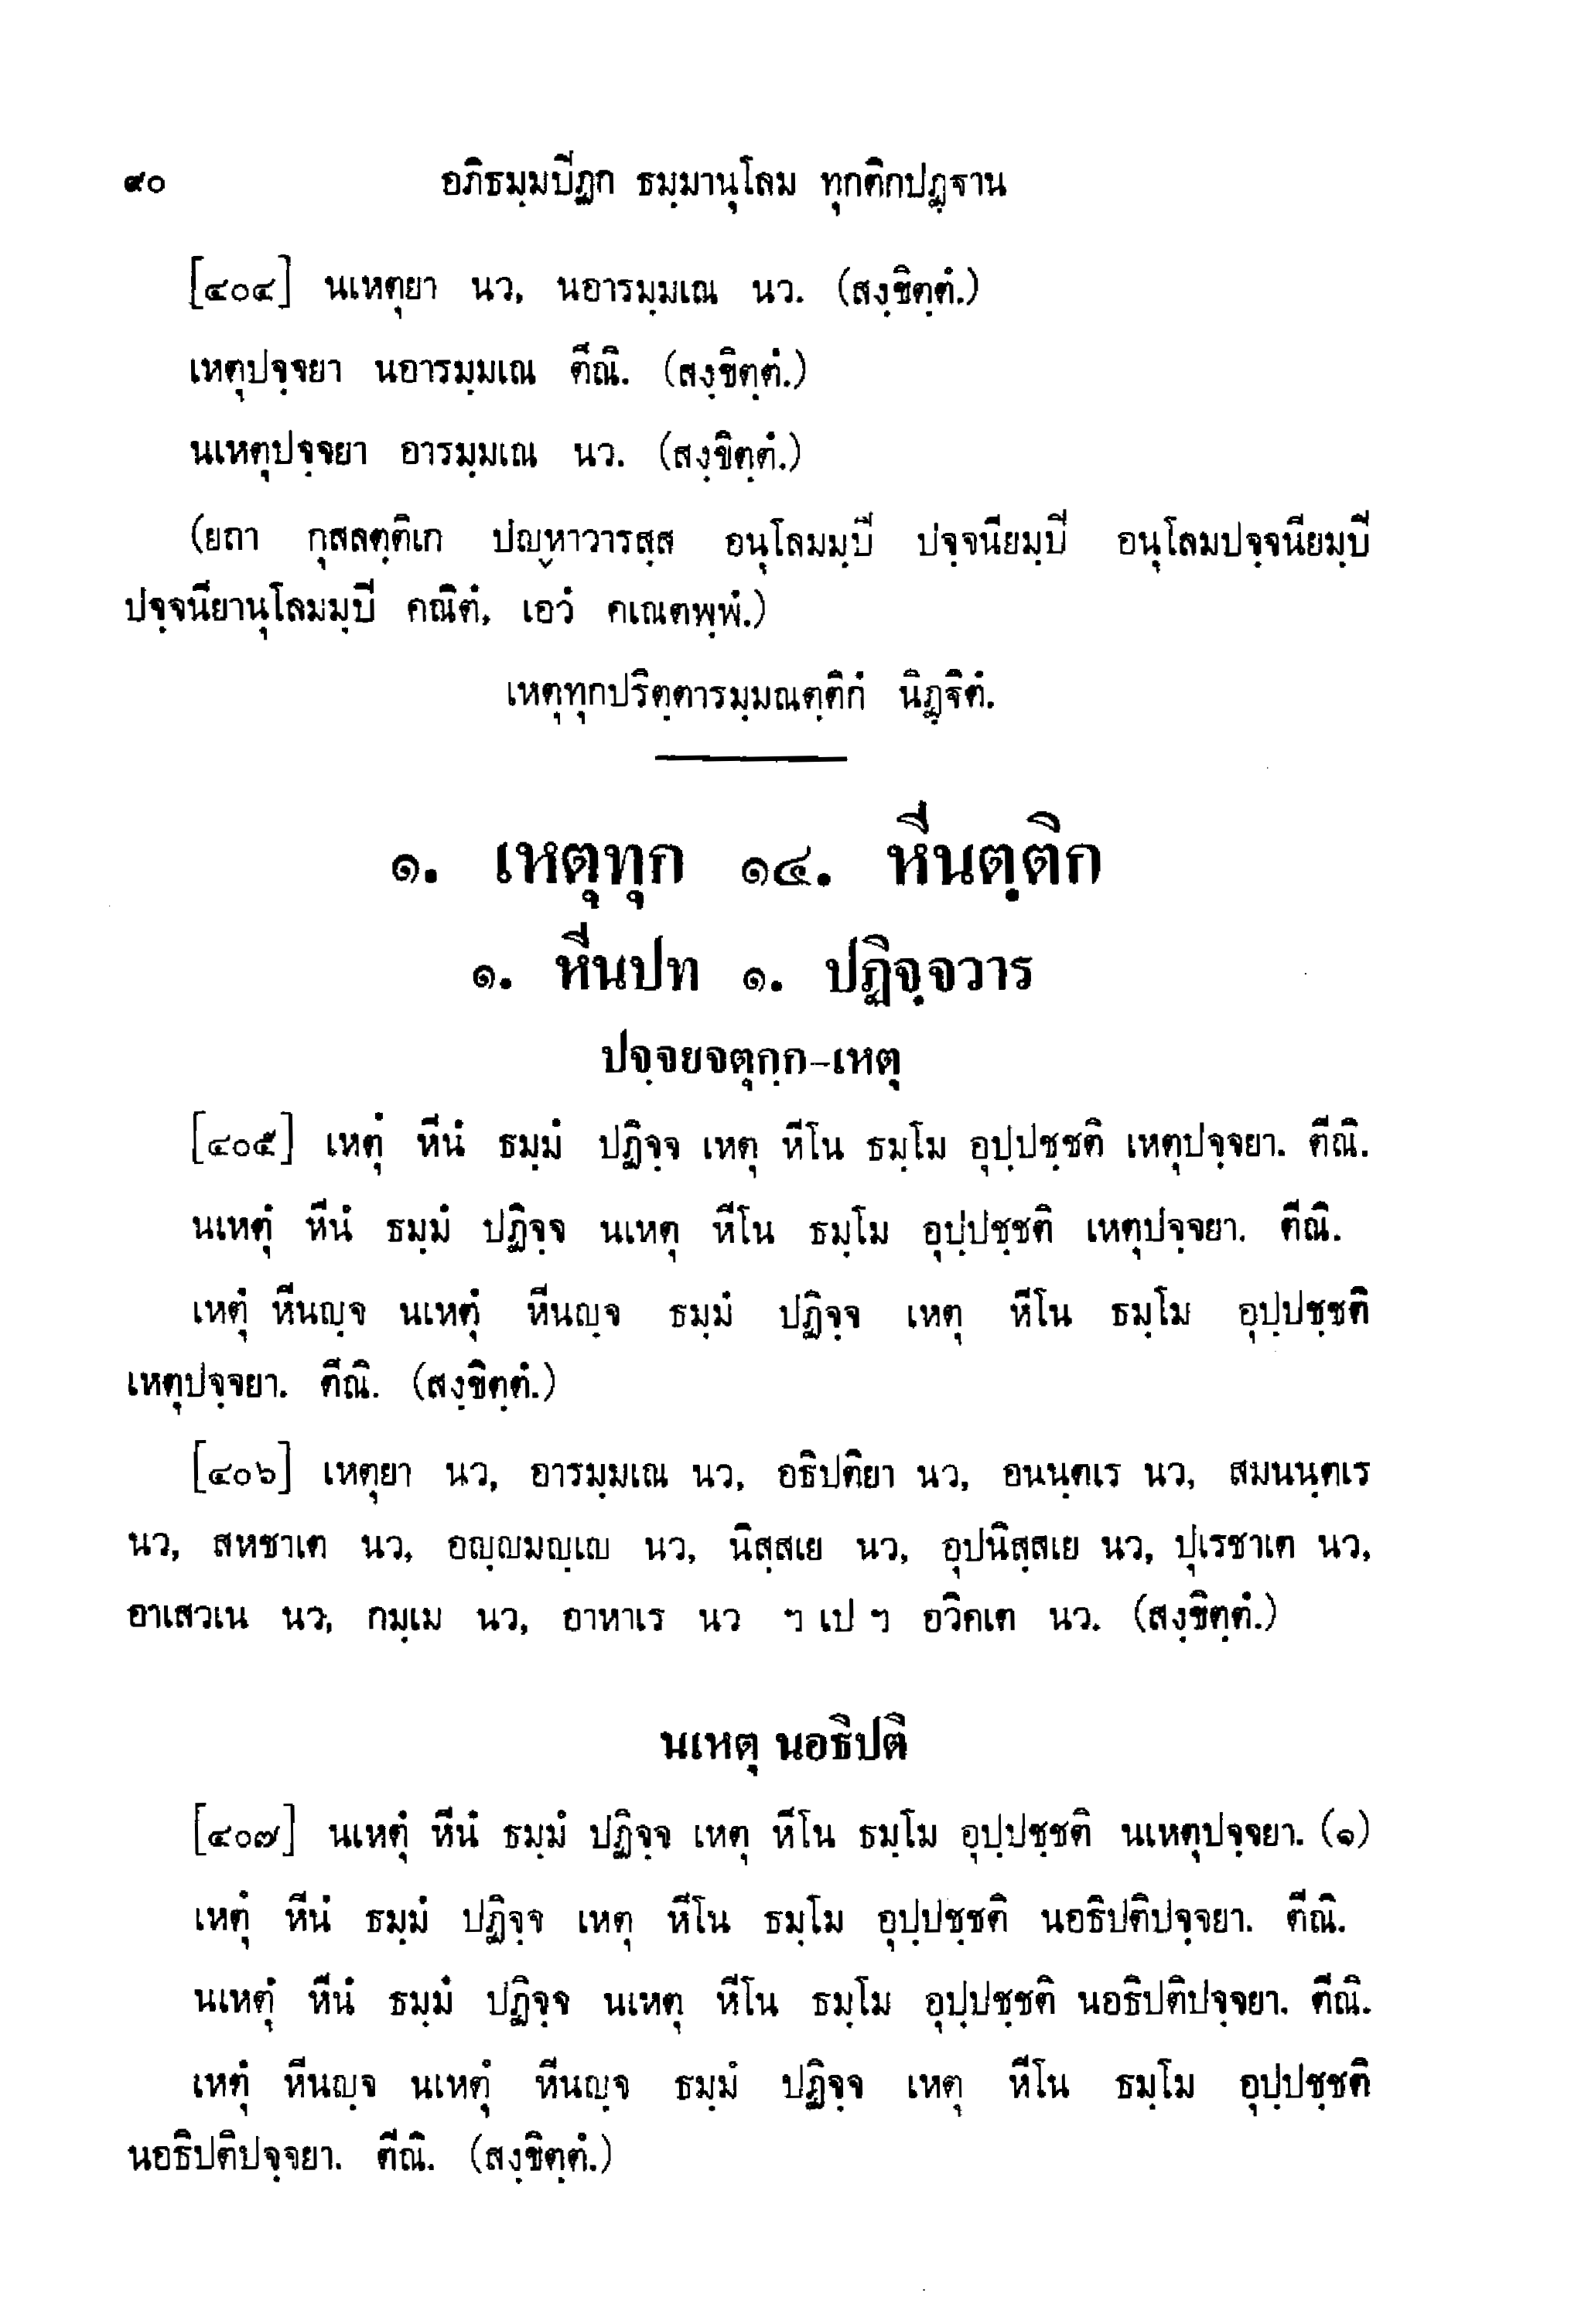 ๙๐ อภิธมฺมปิฏก ธมฺมานุโลม ทุกติกปฏฺฐาน
[๔๐๔] นเหตุยา นว, นอารมฺมเณ นว. (สงฺขิตฺตํ.)
เหตุปจฺจยา นอารมฺมเณ ตีณิ. (สงฺขิตฺตํ.)
นเหตุปจฺจยา อารมฺมเณ นว. (สงฺขิตฺตํ.)
(ยถา กุสลตฺติเก ปญฺหาวารสฺส อนุโลมมฺปิ ปจฺจนียมฺปิ อนุโลมปจฺจนียมฺปิ
ปจฺจนียานุโลมมฺปิ คณิตํ, เอวํ คเณตพฺพํ.)
เหตุทุกปริตฺตารมฺมณตฺติกํ นิฏฺฐิตํ.
๑. เหตุทุก ๑๔. หีนตฺติก
๑. หีนปท ๑. ปฏิจฺจวาร
ปจฺจยจตุกฺก-เหตุ
[๔๐๕] เหตุํ หีนํ ธมฺมํ ปฏิจฺจ เหตุ หีโน ธมฺโม อุปฺปชฺชติ เหตุปจฺจยา. ตีณิ.
นเหตุํ หีนํ ธมฺมํ ปฏิจฺจ นเหตุ หีโน ธมฺโม อุปฺปชฺชติ เหตุปจฺจยา. ตีณิ.
เหตุํ หีนญฺจ นเหตุํ หีนญฺจ ธมฺมํ ปฏิจฺจ เหตุ หีโน ธมฺโม อุปฺปชฺชติ
เหตุปจฺจยา. ตีณิ. (สงฺขิตฺตํ.)
[๔๐๖] เหตุยา นว, อารมฺมเณ นว, อธิปติยา นว, อนนฺตเร นว, สมนนฺตเร
นว, สหชาเต นว, อญฺญมญฺเญ นว, นิสฺสเย นว, อุปนิสฺสเย นว, ปุเรชาเต นว,
อาเสวเน นว, กมฺเม นว, อาหาเร นว ฯ เป ฯ อวิคเต นว. (สงฺขิตฺตํ.)
นเหตุ นอธิปติ
[๔๐๗] นเหตุํ หีนํ ธมฺมํ ปฏิจฺจ เหตุ หีโน ธมฺโม อุปฺปชฺชติ นเหตุปจฺจยา. (๑)
เหตุํ หีนํ ธมฺมํ ปฏิจฺจ เหตุ หีโน ธมฺโม อุปฺปชฺชติ นอธิปติปจฺจยา. ตีณิ.
นเหตุํ หีนํ ธมฺมํ ปฏิจฺจ นเหตุ หีโน ธมฺโม อุปฺปชฺชติ นอธิปติปจฺจยา. ตีณิ.
เหตุํ หีนญฺจ นเหตุํ หีนญฺจ ธมฺมํ ปฏิจฺจ เหตุ หีโน ธมฺโม อุปฺปชฺชติ
นอธิปติปจฺจยา. ตีณิ. (สงฺขิตฺตํ.)